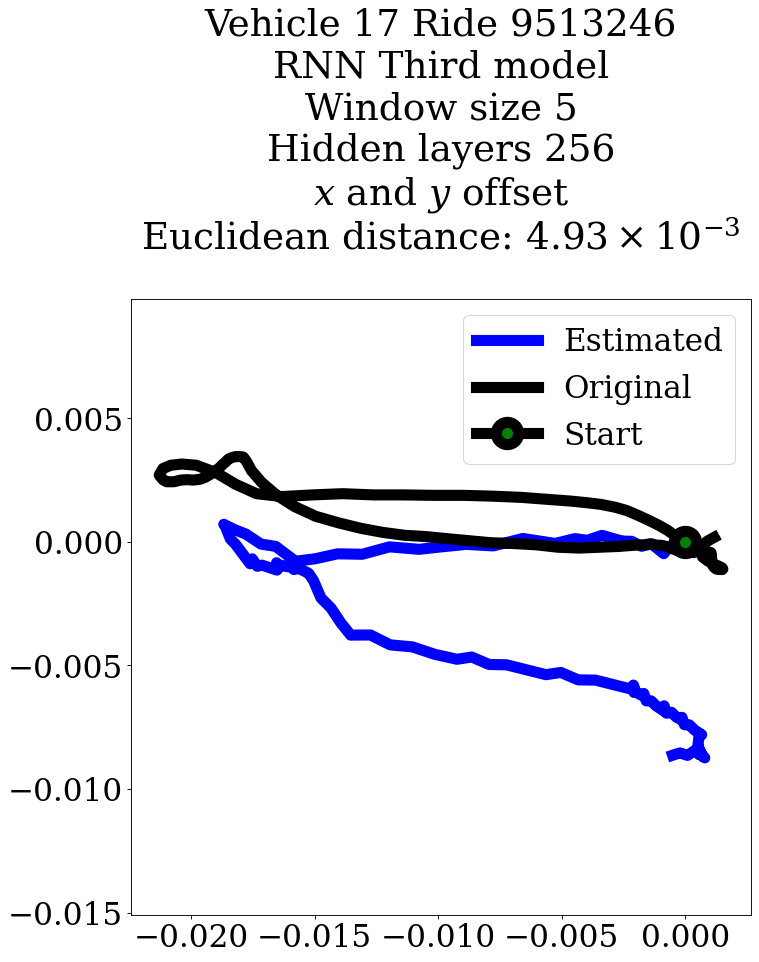 Vehicle 17 Ride 9513246
RNN Third model
Window size 5
Hidden layers 256
x and y offset
Euclidean distance: 4.93 × 10⁻³
Estimated
Original
Start
0.005
0.000
−0.005
−0.010
−0.015
−0.020 −0.015 −0.010 −0.005 0.000